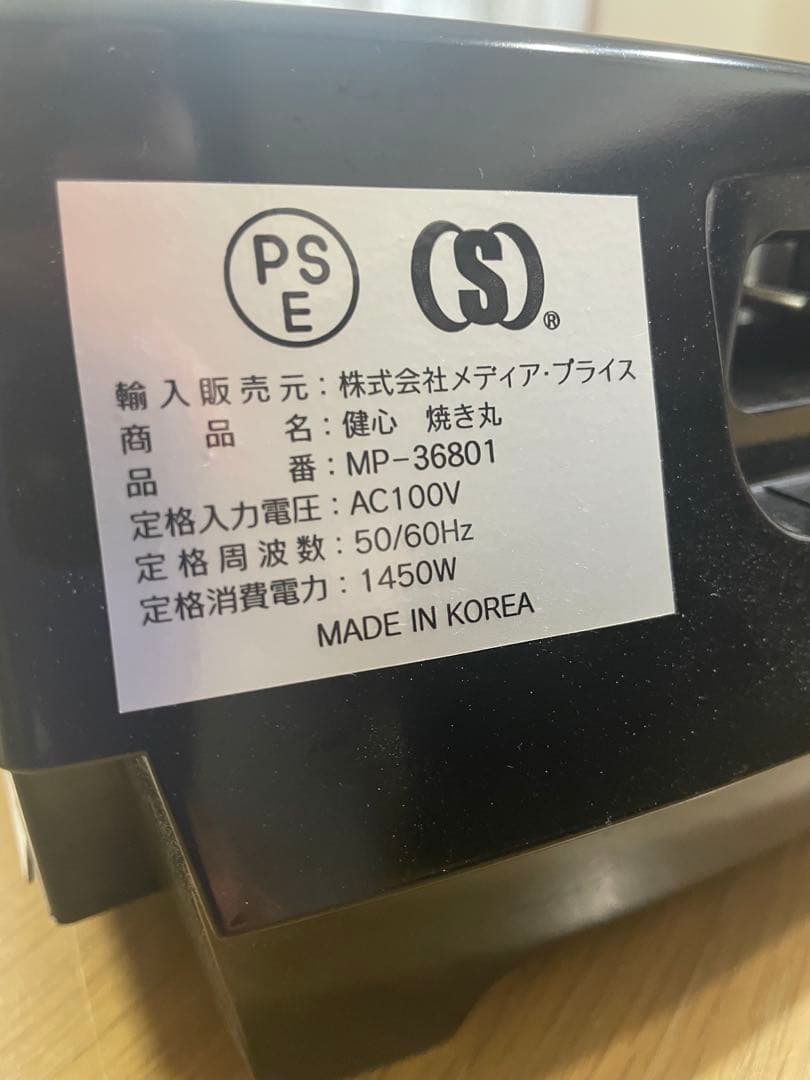 PS
E
(S)®
輸入販売元：株式会社メディア・プライス
商品名：健心　焼き丸
品番：MP-36801
定格入力電圧：AC100V
定格周波数：50/60Hz
定格消費電力：1450W
MADE IN KOREA